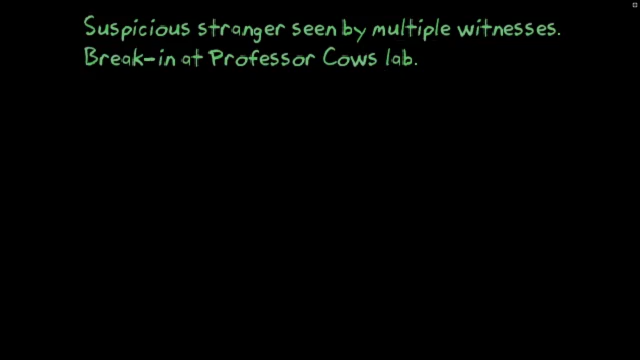 Suspicious stranger seen by multiple witnesses.
Break-in at Professor Cows lab.